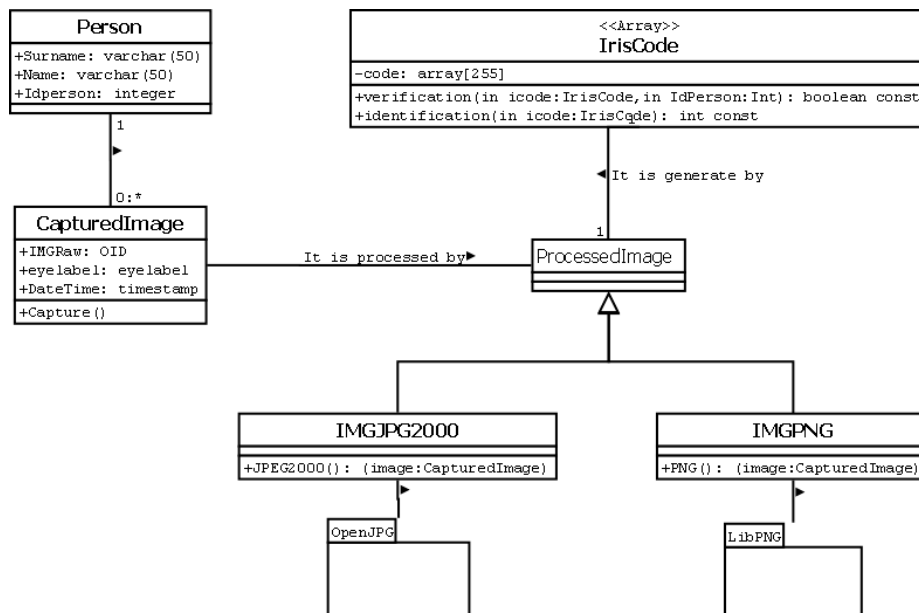 Person
+Surname: varchar(50)
+Name: varchar(50)
+Idperson: integer
<<Array>>
IrisCode
-code: array[255]
+verification(in icode:IrisCode,in IdPerson:Int): boolean const
+identification(in icode:IrisCode): int const
1
0:*
It is generate by
1
CapturedImage
+IMGRaw: OID
+eyelabel: eyelabel
+DateTime: timestamp
+Capture()
It is processed by
ProcessedImage
IMGJPG2000
+JPEG2000(): (image:CapturedImage)
IMGPNG
+PNG(): (image:CapturedImage)
OpenJPG
LibPNG